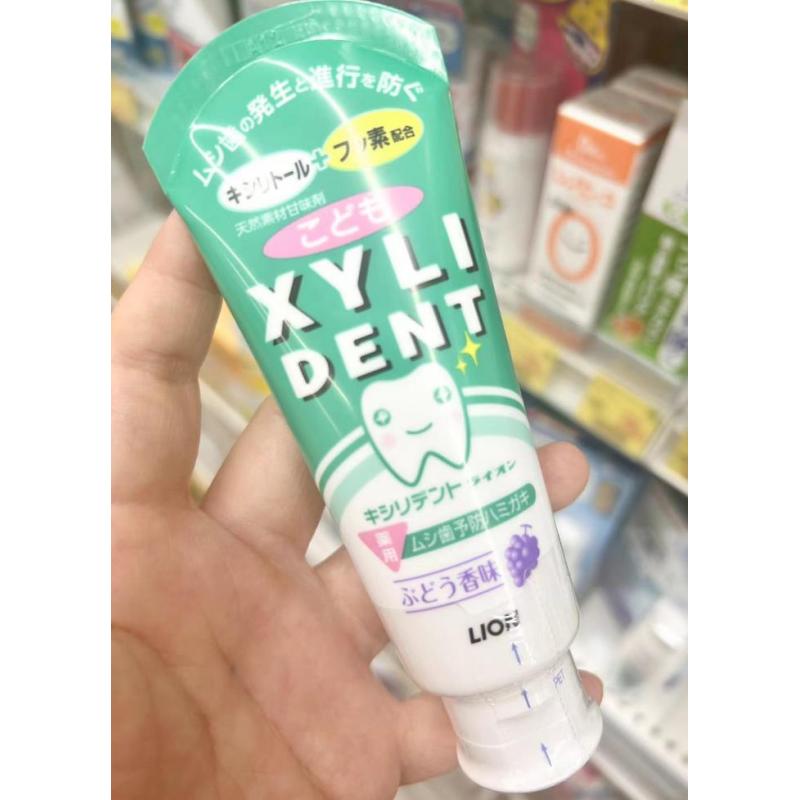 ムシ歯の発生と進行を防ぐ
キシリトール+フッ素配合
天然素材甘味剤
こども
XYLI
DENT
キシリデントライオン
薬用
ムシ歯予防ハミガキ
ぶどう香味
LION
PET